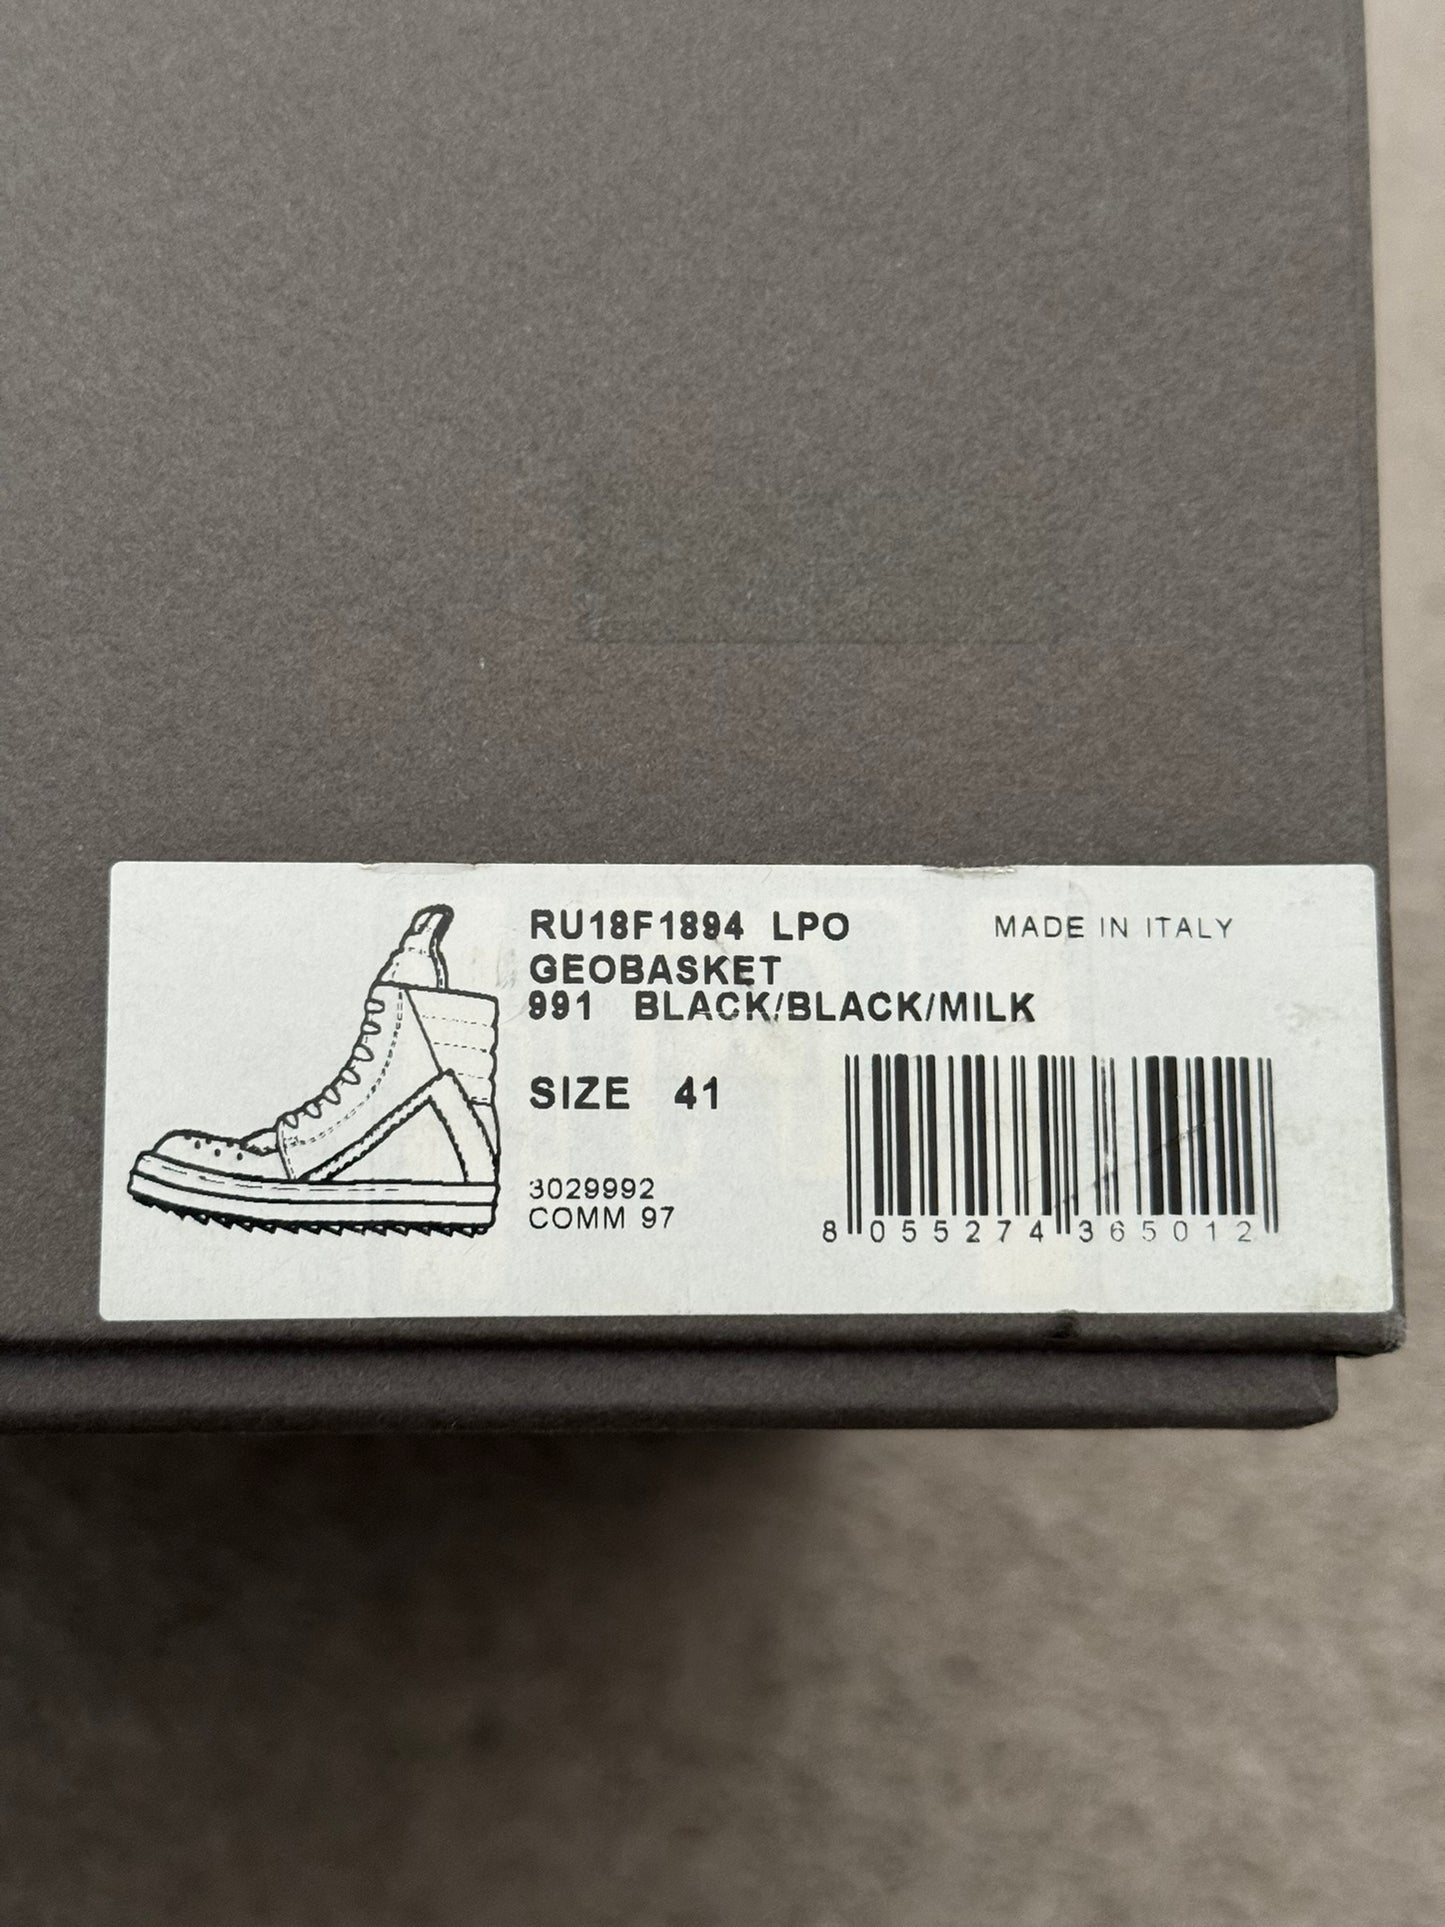 RU18F1894 LPO MADE IN ITALY
GEOBASKET
991 BLACK/BLACK/MILK
SIZE 41
3029992
COMM 97
8 055274 365012